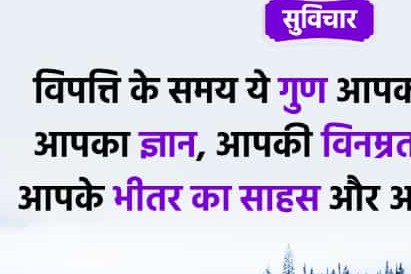 सुविचार
विपत्ति के समय ये गुण आपक
आपका ज्ञान, आपकी विनम्रत
आपके भीतर का साहस और अ